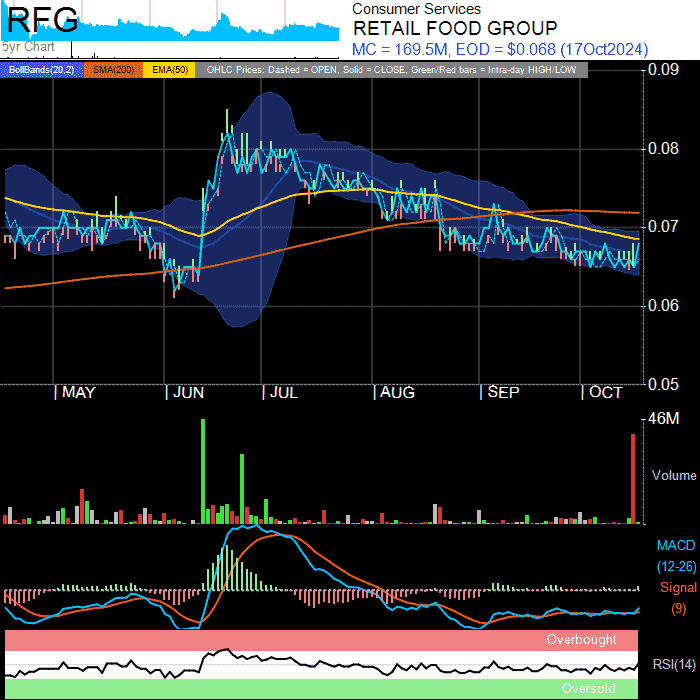 RFG
5yr Chart
Consumer Services
RETAIL FOOD GROUP
MC = 169.5M, EOD = $0.068 (17Oct2024)
BollBands(20,2) SMA(200) EMA(50) OHLC Prices: Dashed = OPEN, Solid = CLOSE, Green/Red bars = Intra-day HIGH/LOW
0.09
0.08
0.07
0.06
0.05
MAY JUN JUL AUG SEP OCT
46M
Volume
MACD
(12-26)
Signal
(9)
Overbought
RSI(14)
Oversold